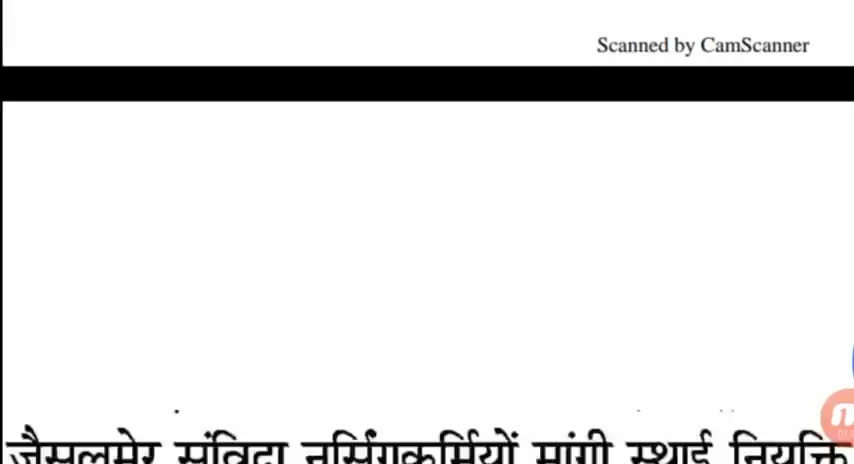 Scanned by CamScanner
जैसलमेर संविदा नर्सिंगकर्मियों मांगी स्थाई नियुक्ति